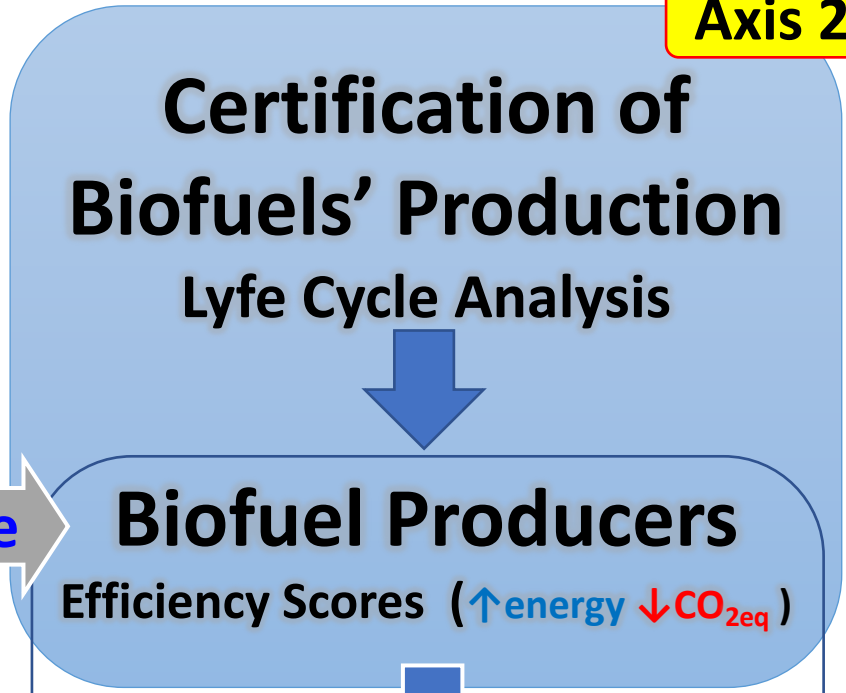 Axis 2
Certification of
Biofuels’ Production
Lyfe Cycle Analysis
Biofuel Producers
Efficiency Scores (↑energy ↓CO₂eq )